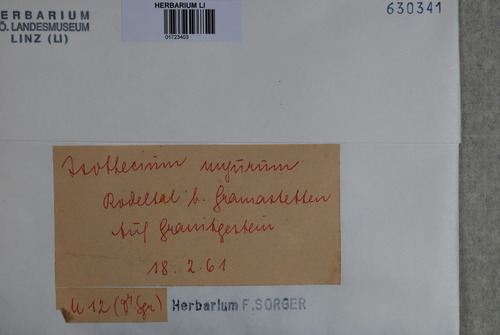 HERBARIUM
Ö. LANDESMUSEUM
LINZ (LI)
HERBARIUM LI
01723403
630341
Isothecium myurum
Rodeltal b. Gramastetten
Auf Granitgestein
18.2.61
M 12
Herbarium F. SORGER